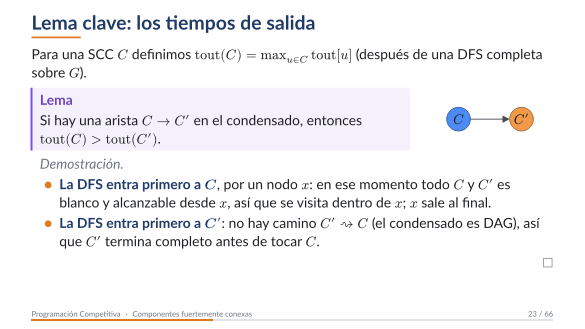 Lema clave: los tiempos de salida
Para una SCC C definimos tout(C) = max_{u∈C} tout[u] (después de una DFS completa
sobre G).
Lema
Si hay una arista C → C′ en el condensado, entonces
tout(C) > tout(C′).
C C′
Demostración.
La DFS entra primero a C, por un nodo x: en ese momento todo C y C′ es
blanco y alcanzable desde x, así que se visita dentro de x; x sale al final.
La DFS entra primero a C′: no hay camino C′ ⇝ C (el condensado es DAG), así
que C′ termina completo antes de tocar C.
□
Programación Competitiva · Componentes fuertemente conexas 23 / 66